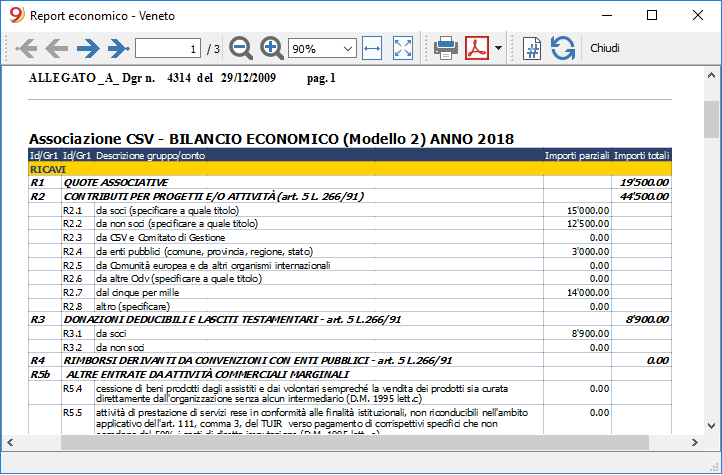 Report economico - Veneto
1 / 3 90% Chiudi
ALLEGATO _A_ Dgr n. 4314 del 29/12/2009 pag. 1
Associazione CSV - BILANCIO ECONOMICO (Modello 2) ANNO 2018
Id/Gr1 Id/Gr1 Descrizione gruppo/conto Importi parziali Importi totali
RICAVI
R1 QUOTE ASSOCIATIVE 19'500.00
R2 CONTRIBUTI PER PROGETTI E/O ATTIVITÀ (art. 5 L. 266/91) 44'500.00
R2.1 da soci (specificare a quale titolo) 15'000.00
R2.2 da non soci (specificare a quale titolo) 12'500.00
R2.3 da CSV e Comitato di Gestione 0.00
R2.4 da enti pubblici (comune, provincia, regione, stato) 3'000.00
R2.5 da Comunità europea e da altri organismi internazionali 0.00
R2.6 da altre Odv (specificare a quale titolo) 0.00
R2.7 dal cinque per mille 14'000.00
R2.8 altro (specificare) 0.00
R3 DONAZIONI DEDUCIBILI E LASCITI TESTAMENTARI - art. 5 L.266/91 8'900.00
R3.1 da soci 8'900.00
R3.2 da non soci 0.00
R4 RIMBORSI DERIVANTI DA CONVENZIONI CON ENTI PUBBLICI - art. 5 L.266/91 0.00
R5b ALTRE ENTRATE DA ATTIVITÀ COMMERCIALI MARGINALI
R5.4 cessione di beni prodotti dagli assistiti e dai volontari sempreché la vendita dei prodotti sia curata 0.00
direttamente dall'organizzazione senza alcun intermediario (D.M. 1995 lett.c)
R5.5 attività di prestazione di servizi rese in conformità alle finalità istituzionali, non riconducibili nell'ambito 0.00
applicativo dell'art. 111, comma 3, del TUIR verso pagamento di corrispettivi specifici che non